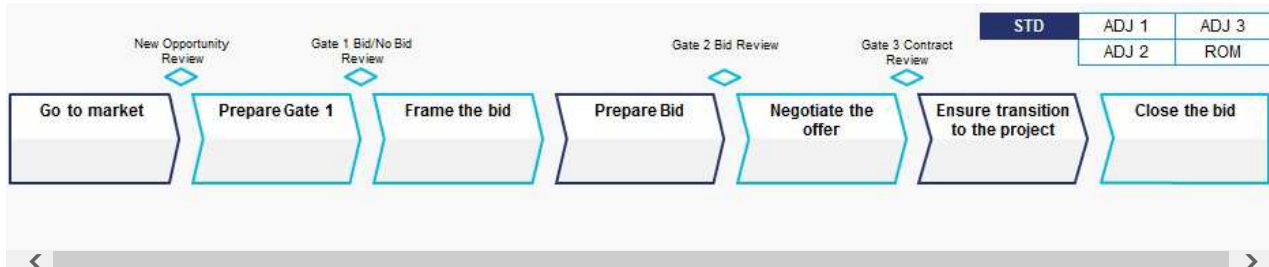 STD ADJ 1 ADJ 3
ADJ 2 ROM
New Opportunity
Review
Gate 1 Bid/No Bid
Review
Gate 2 Bid Review
Gate 3 Contract
Review
Go to market
Prepare Gate 1
Frame the bid
Prepare Bid
Negotiate the
offer
Ensure transition
to the project
Close the bid